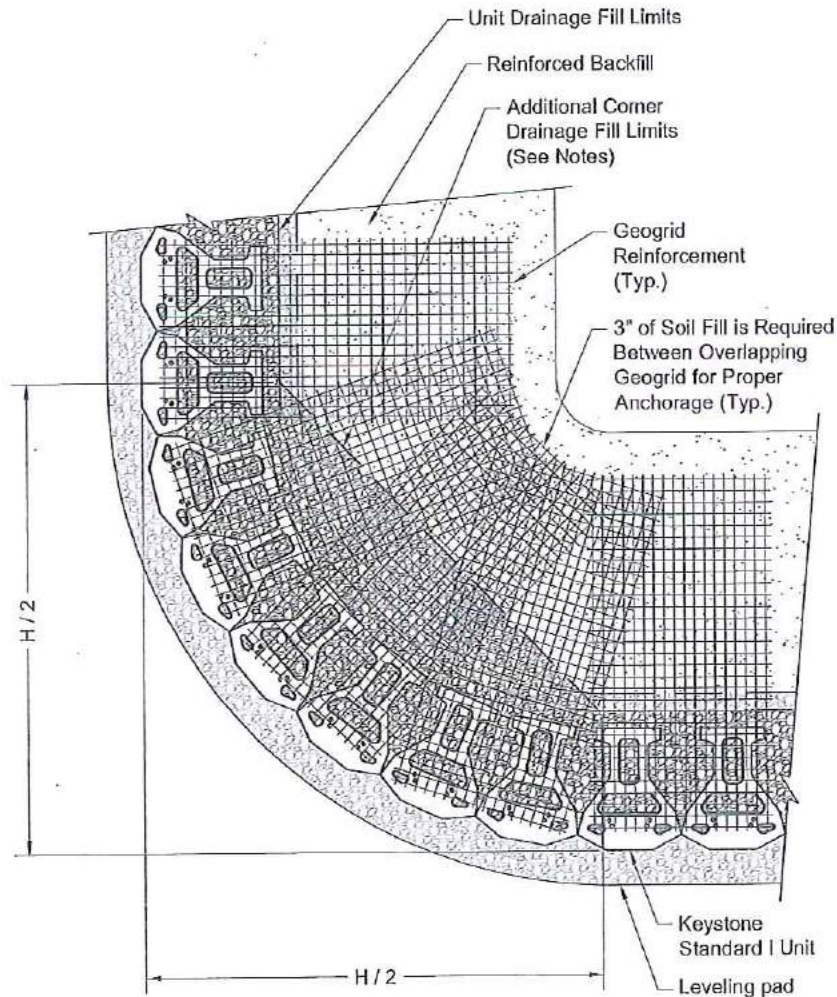 Unit Drainage Fill Limits
Reinforced Backfill
Additional Corner
Drainage Fill Limits
(See Notes)
Geogrid
Reinforcement
(Typ.)
3" of Soil Fill is Required
Between Overlapping
Geogrid for Proper
Anchorage (Typ.)
H / 2
H / 2
Keystone
Standard I Unit
Leveling pad